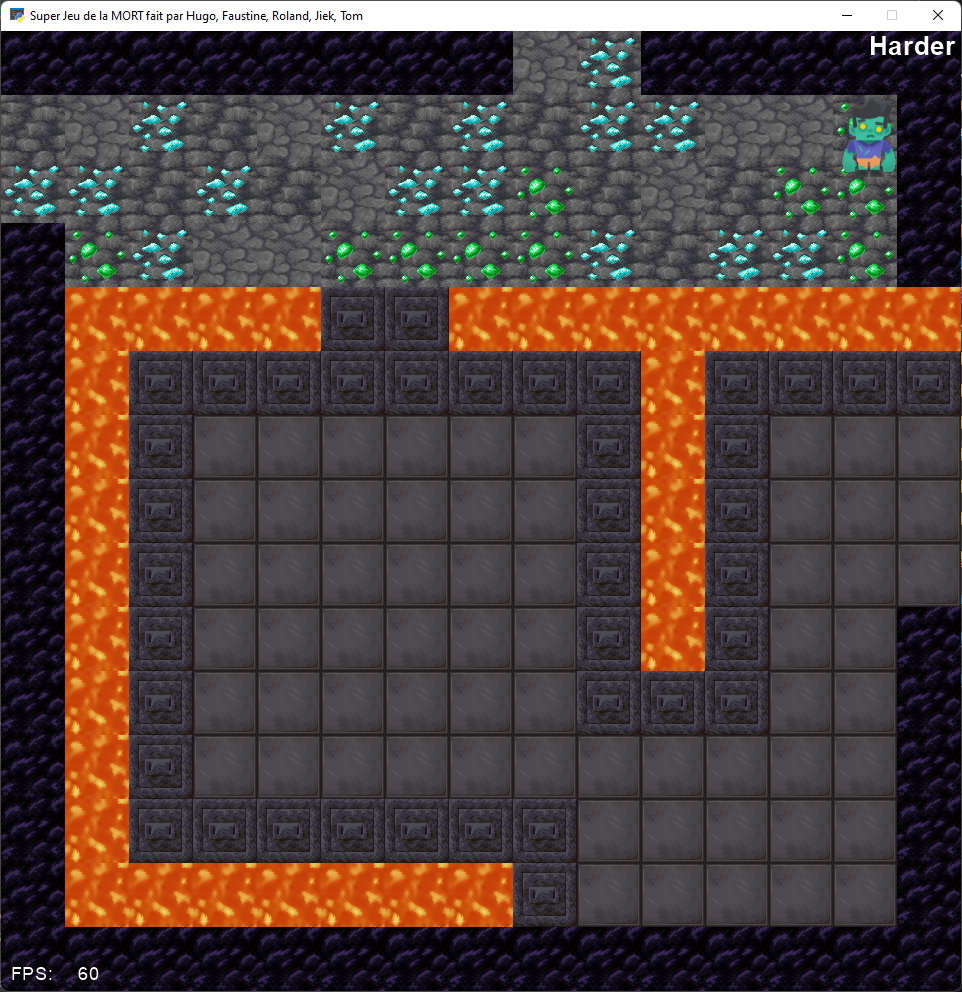 Super Jeu de la MORT fait par Hugo, Faustine, Roland, Jiek, Tom
Harder
FPS: 60